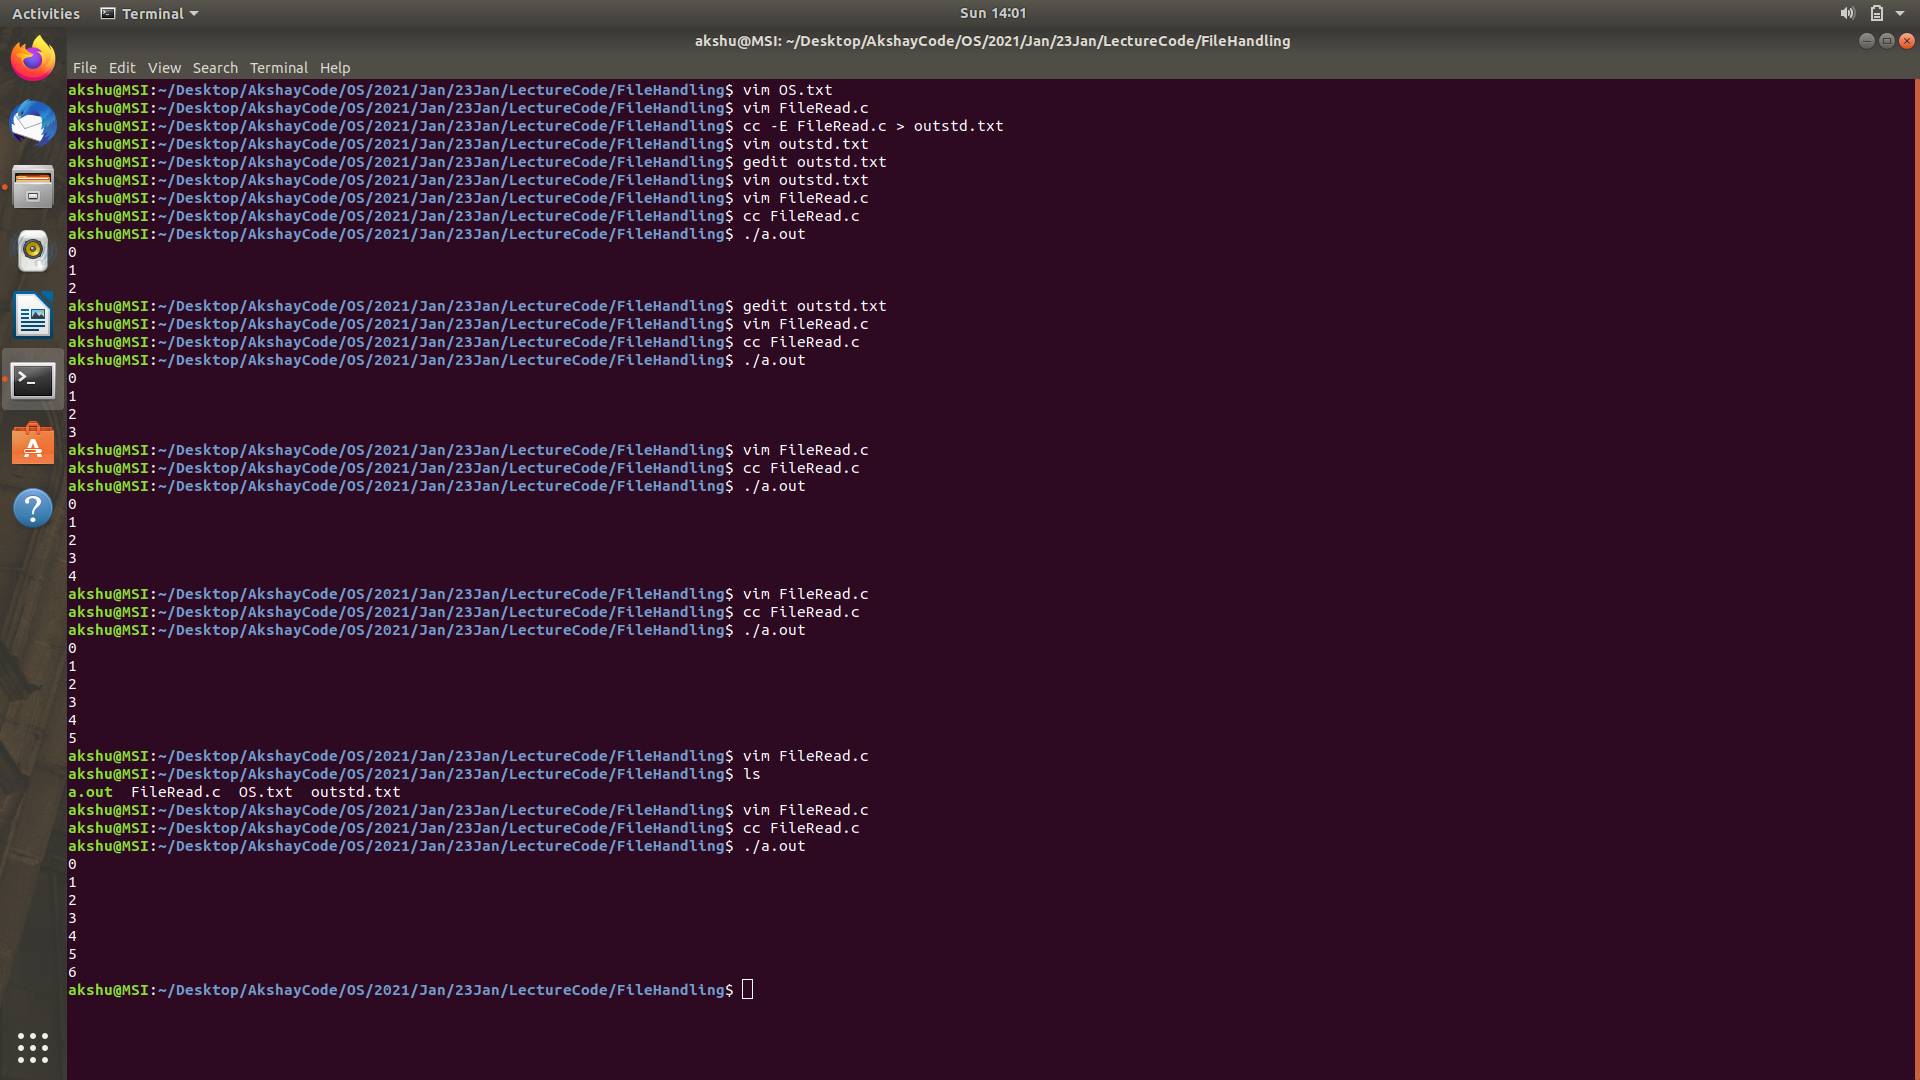 Activities Terminal Sun 14:01
akshu@MSI: ~/Desktop/AkshayCode/OS/2021/Jan/23Jan/LectureCode/FileHandling
File Edit View Search Terminal Help
akshu@MSI:~/Desktop/AkshayCode/OS/2021/Jan/23Jan/LectureCode/FileHandling$ vim OS.txt
akshu@MSI:~/Desktop/AkshayCode/OS/2021/Jan/23Jan/LectureCode/FileHandling$ vim FileRead.c
akshu@MSI:~/Desktop/AkshayCode/OS/2021/Jan/23Jan/LectureCode/FileHandling$ cc -E FileRead.c > outstd.txt
akshu@MSI:~/Desktop/AkshayCode/OS/2021/Jan/23Jan/LectureCode/FileHandling$ vim outstd.txt
akshu@MSI:~/Desktop/AkshayCode/OS/2021/Jan/23Jan/LectureCode/FileHandling$ gedit outstd.txt
akshu@MSI:~/Desktop/AkshayCode/OS/2021/Jan/23Jan/LectureCode/FileHandling$ vim outstd.txt
akshu@MSI:~/Desktop/AkshayCode/OS/2021/Jan/23Jan/LectureCode/FileHandling$ vim FileRead.c
akshu@MSI:~/Desktop/AkshayCode/OS/2021/Jan/23Jan/LectureCode/FileHandling$ cc FileRead.c
akshu@MSI:~/Desktop/AkshayCode/OS/2021/Jan/23Jan/LectureCode/FileHandling$ ./a.out
0
1
2
akshu@MSI:~/Desktop/AkshayCode/OS/2021/Jan/23Jan/LectureCode/FileHandling$ gedit outstd.txt
akshu@MSI:~/Desktop/AkshayCode/OS/2021/Jan/23Jan/LectureCode/FileHandling$ vim FileRead.c
akshu@MSI:~/Desktop/AkshayCode/OS/2021/Jan/23Jan/LectureCode/FileHandling$ cc FileRead.c
akshu@MSI:~/Desktop/AkshayCode/OS/2021/Jan/23Jan/LectureCode/FileHandling$ ./a.out
0
1
2
3
akshu@MSI:~/Desktop/AkshayCode/OS/2021/Jan/23Jan/LectureCode/FileHandling$ vim FileRead.c
akshu@MSI:~/Desktop/AkshayCode/OS/2021/Jan/23Jan/LectureCode/FileHandling$ cc FileRead.c
akshu@MSI:~/Desktop/AkshayCode/OS/2021/Jan/23Jan/LectureCode/FileHandling$ ./a.out
0
1
2
3
4
akshu@MSI:~/Desktop/AkshayCode/OS/2021/Jan/23Jan/LectureCode/FileHandling$ vim FileRead.c
akshu@MSI:~/Desktop/AkshayCode/OS/2021/Jan/23Jan/LectureCode/FileHandling$ cc FileRead.c
akshu@MSI:~/Desktop/AkshayCode/OS/2021/Jan/23Jan/LectureCode/FileHandling$ ./a.out
0
1
2
3
4
5
akshu@MSI:~/Desktop/AkshayCode/OS/2021/Jan/23Jan/LectureCode/FileHandling$ vim FileRead.c
akshu@MSI:~/Desktop/AkshayCode/OS/2021/Jan/23Jan/LectureCode/FileHandling$ ls
a.out FileRead.c OS.txt outstd.txt
akshu@MSI:~/Desktop/AkshayCode/OS/2021/Jan/23Jan/LectureCode/FileHandling$ vim FileRead.c
akshu@MSI:~/Desktop/AkshayCode/OS/2021/Jan/23Jan/LectureCode/FileHandling$ cc FileRead.c
akshu@MSI:~/Desktop/AkshayCode/OS/2021/Jan/23Jan/LectureCode/FileHandling$ ./a.out
0
1
2
3
4
5
6
akshu@MSI:~/Desktop/AkshayCode/OS/2021/Jan/23Jan/LectureCode/FileHandling$